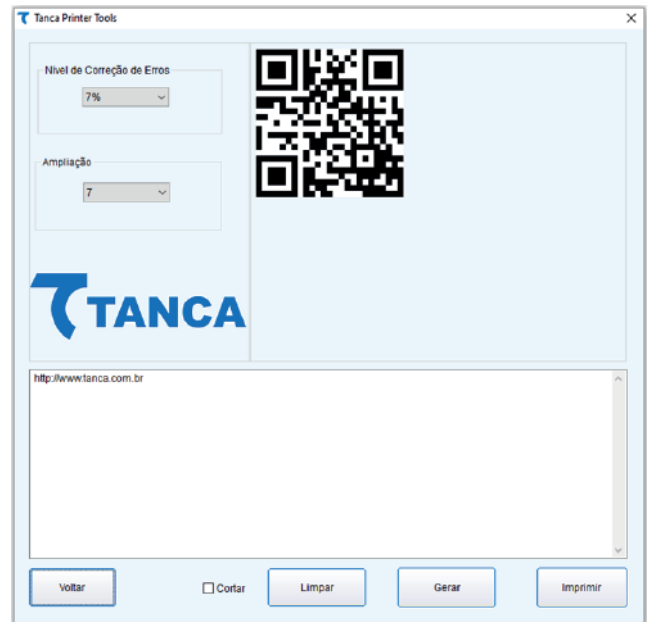 Tanca Printer Tools
Nível de Correção de Erros
7%
Ampliação
7
TANCA
http://www.tanca.com.br
Voltar
Cortar
Limpar
Gerar
Imprimir